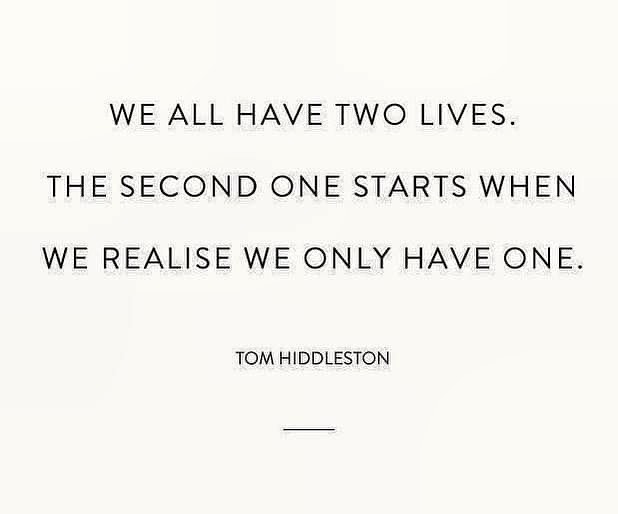 WE ALL HAVE TWO LIVES.
THE SECOND ONE STARTS WHEN
WE REALISE WE ONLY HAVE ONE.
TOM HIDDLESTON